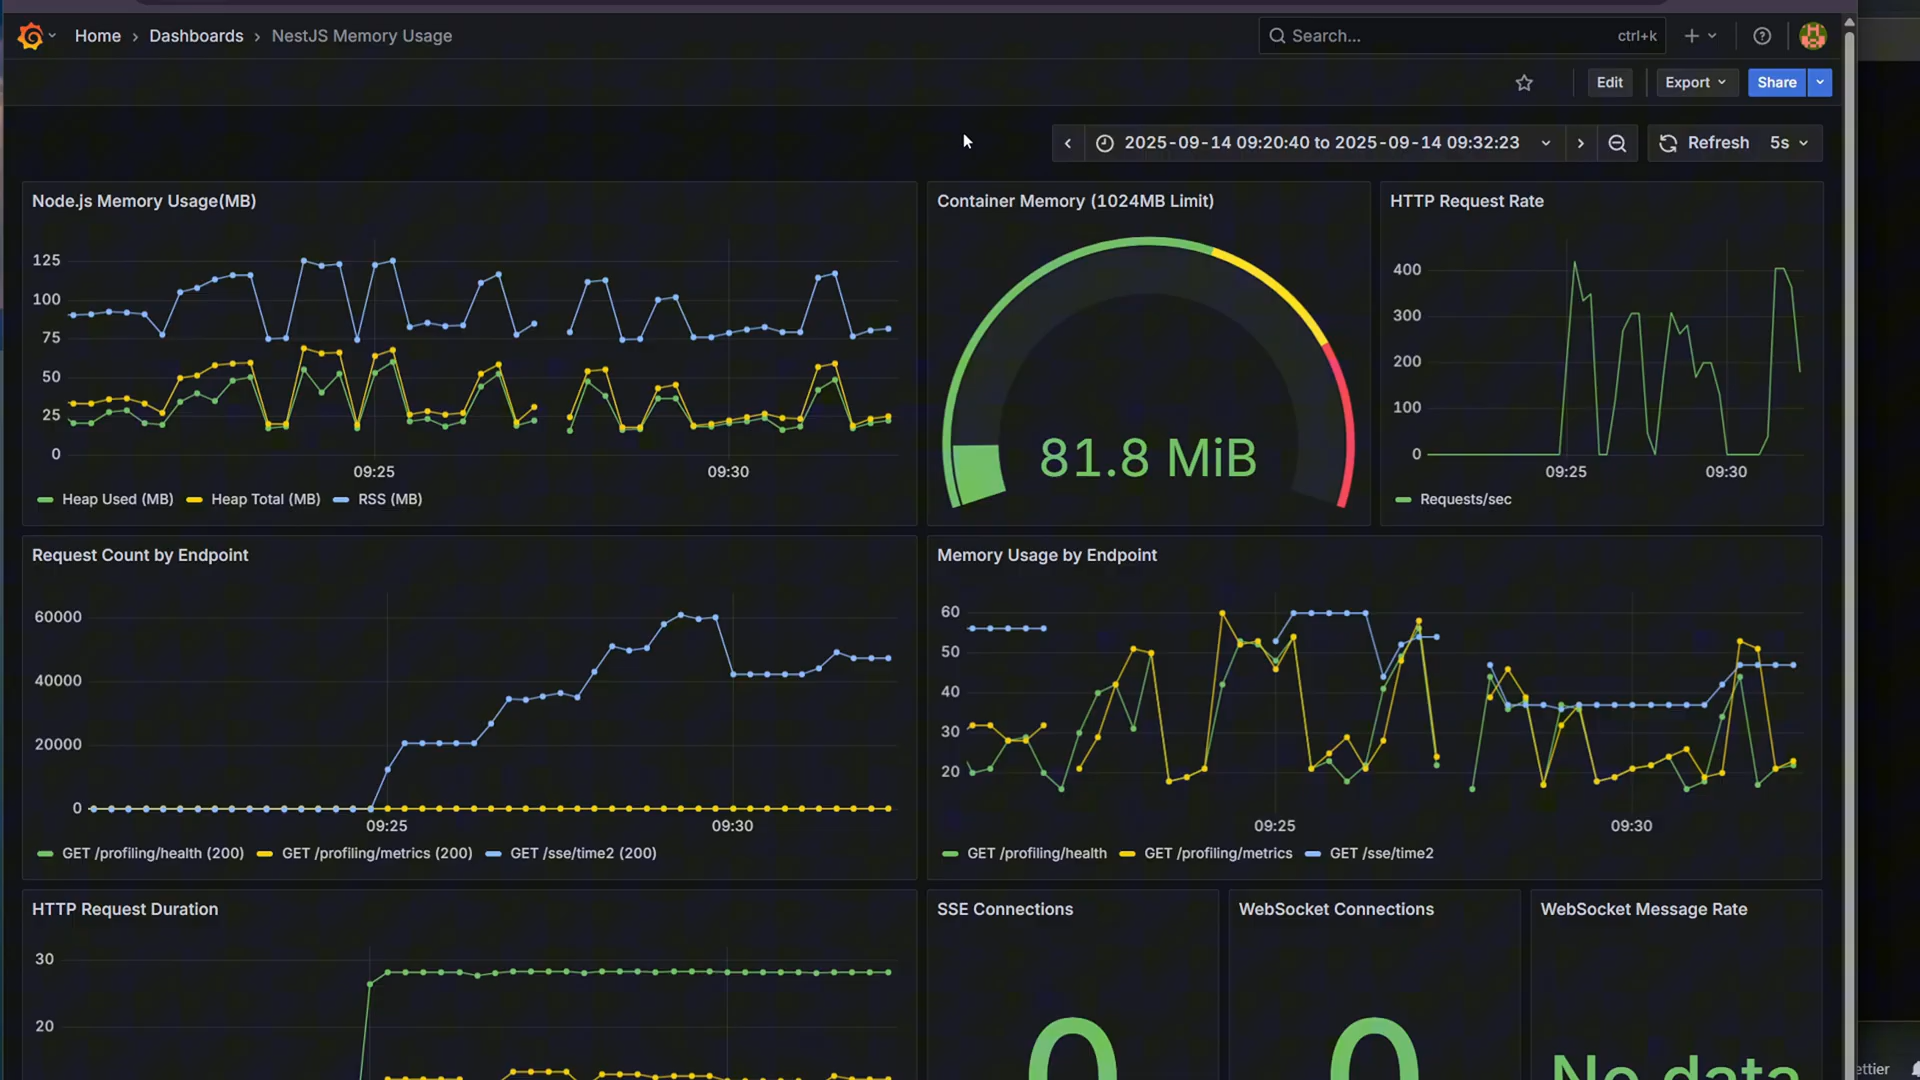 Home › Dashboards › NestJS Memory Usage
Search... ctrl+k
Edit Export Share
2025-09-14 09:20:40 to 2025-09-14 09:32:23 Refresh 5s
Node.js Memory Usage(MB)
125
100
75
50
25
0
09:25 09:30
Heap Used (MB) Heap Total (MB) RSS (MB)
Container Memory (1024MB Limit)
81.8 MiB
HTTP Request Rate
400
300
200
100
0
09:25 09:30
Requests/sec
Request Count by Endpoint
60000
40000
20000
0
09:25 09:30
GET /profiling/health (200) GET /profiling/metrics (200) GET /sse/time2 (200)
Memory Usage by Endpoint
60
50
40
30
20
09:25 09:30
GET /profiling/health GET /profiling/metrics GET /sse/time2
HTTP Request Duration
30
20
SSE Connections
0
WebSocket Connections
0
WebSocket Message Rate
No data
ettier